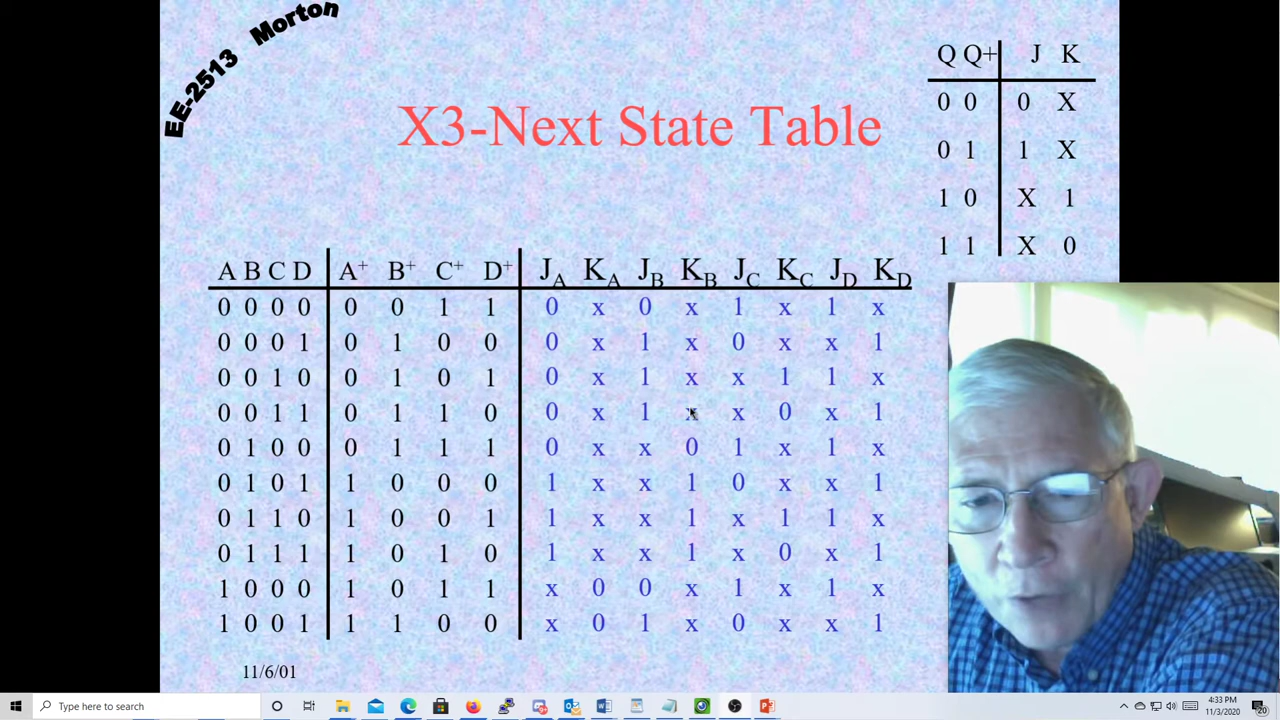 EE-2513 Morton
X3-Next State Table
Q Q+ J K
0 0 0 X
0 1 1 X
1 0 X 1
1 1 X 0
A B C D A+ B+ C+ D+ JA KA JB KB JC KC JD KD
0 0 0 0 0 0 1 1 0 x 0 x 1 x 1 x
0 0 0 1 0 1 0 0 0 x 1 x 0 x x 1
0 0 1 0 0 1 0 1 0 x 1 x x 1 1 x
0 0 1 1 0 1 1 0 0 x 1 x x 0 x 1
0 1 0 0 0 1 1 1 0 x x 0 1 x 1 x
0 1 0 1 1 0 0 0 1 x x 1 0 x x 1
0 1 1 0 1 0 0 1 1 x x 1 x 1 1 x
0 1 1 1 1 0 1 0 1 x x 1 x 0 x 1
1 0 0 0 1 0 1 1 x 0 0 x 1 x 1 x
1 0 0 1 1 1 0 0 x 0 1 x 0 x x 1
11/6/01
Type here to search
4:33 PM
11/3/2020
20